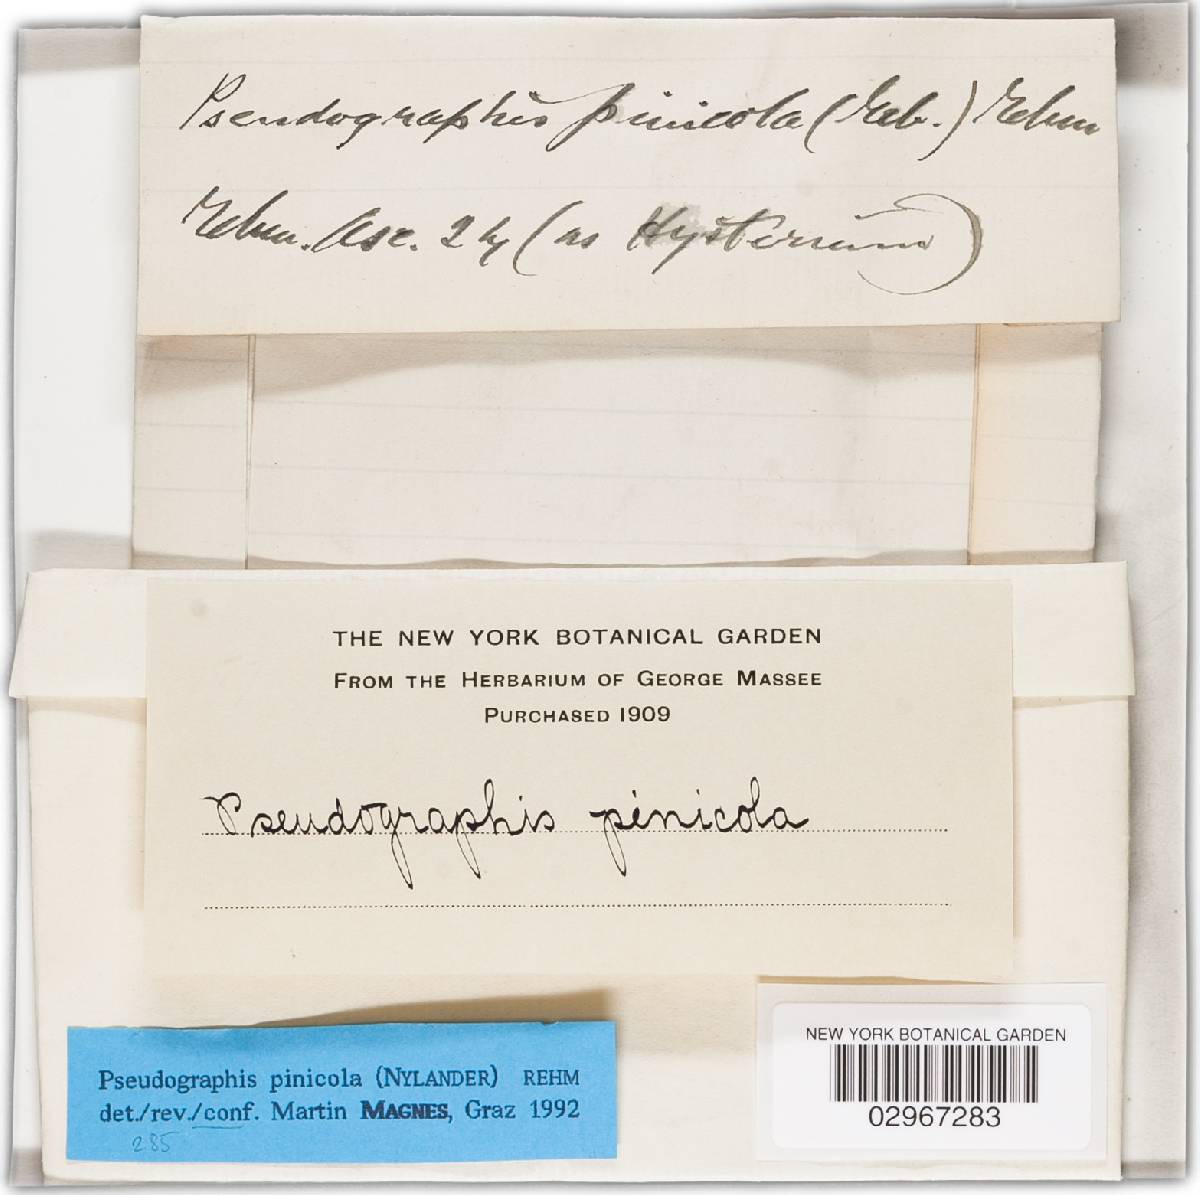 Pseudographis pinicola (Reb.) Rehm
Rehm. Asc. 24 (as Hysterium)
THE NEW YORK BOTANICAL GARDEN
FROM THE HERBARIUM OF GEORGE MASSEE
PURCHASED 1909
Pseudographis pinicola
Pseudographis pinicola (NYLANDER) REHM
det./rev./conf. Martin MAGNES, Graz 1992
285
NEW YORK BOTANICAL GARDEN
02967283